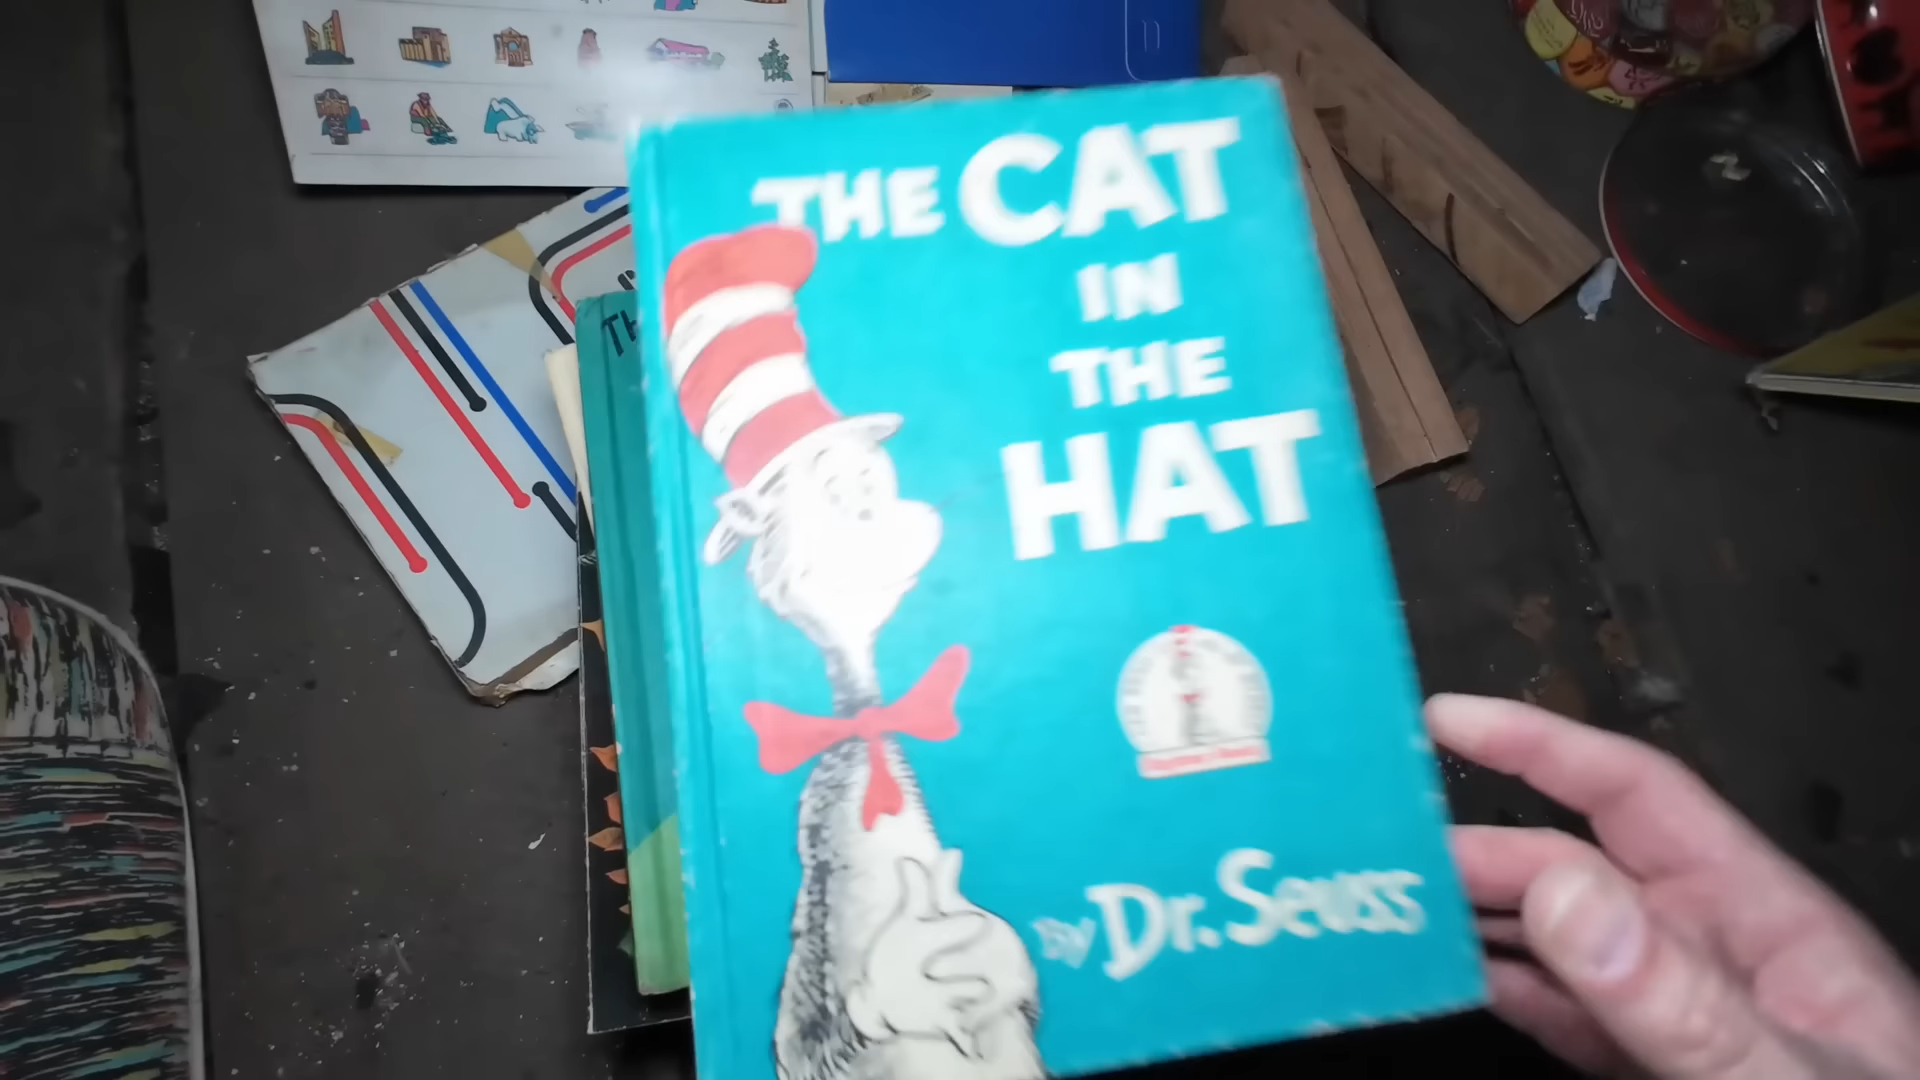 THE CAT
IN
THE
HAT
BY Dr. Seuss